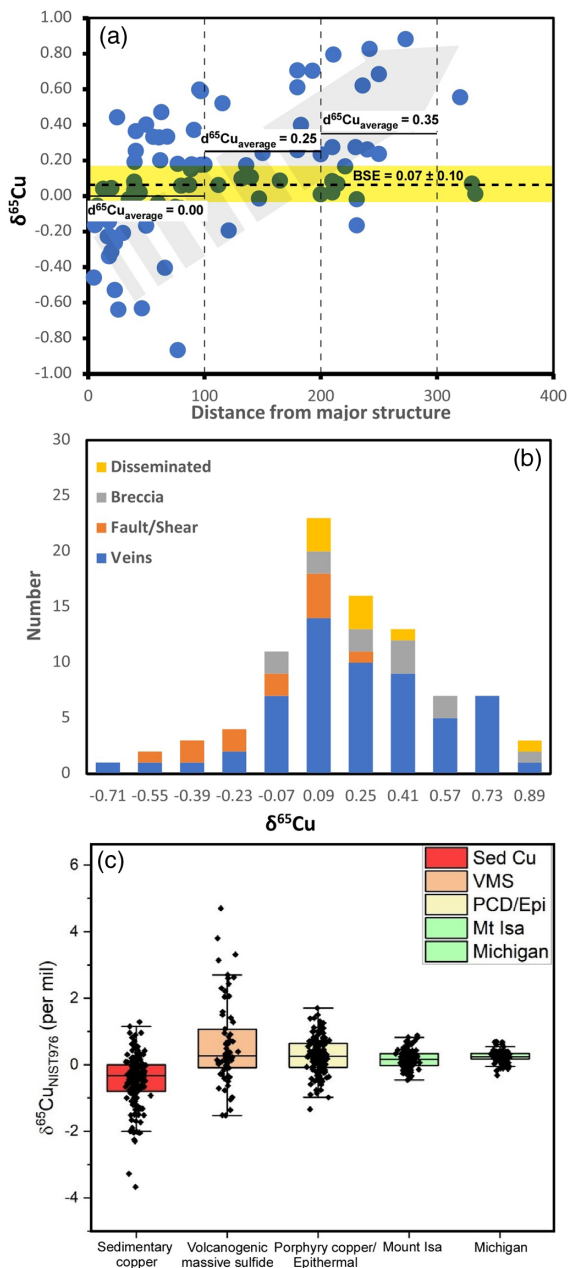 (a)
1.00
0.80
0.60
0.40
0.20
0.00
-0.20
-0.40
-0.60
-0.80
-1.00
δ⁶⁵Cu
d⁶⁵Cu_average = 0.35
d⁶⁵Cu_average = 0.25
BSE = 0.07 ± 0.10
d⁶⁵Cu_average = 0.00
0 100 200 300 400
Distance from major structure
(b)
30
25
20
15
10
5
0
Number
Disseminated
Breccia
Fault/Shear
Veins
-0.71 -0.55 -0.39 -0.23 -0.07 0.09 0.25 0.41 0.57 0.73 0.89
δ⁶⁵Cu
(c)
6
4
2
0
-2
-4
δ⁶⁵Cu_NIST976 (per mil)
Sed Cu
VMS
PCD/Epi
Mt Isa
Michigan
Sedimentary
copper
Volcanogenic
massive sulfide
Porphyry copper/
Epithermal
Mount Isa
Michigan